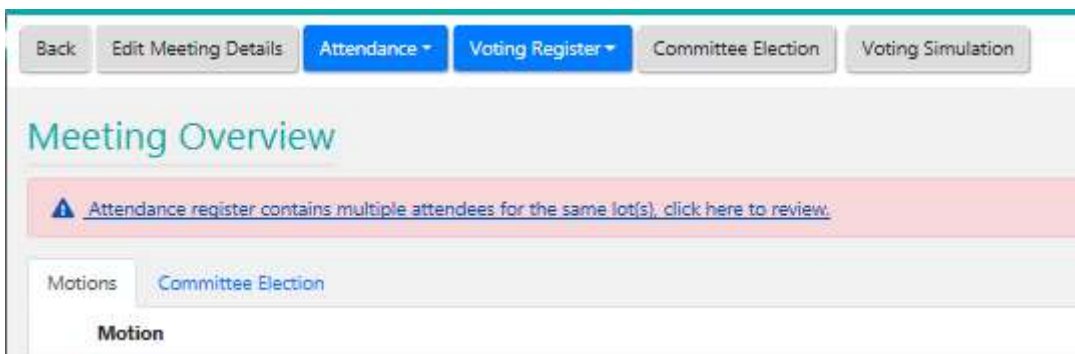 Back Edit Meeting Details Attendance Voting Register Committee Election Voting Simulation
Meeting Overview
Attendance register contains multiple attendees for the same lot(s), click here to review.
Motions Committee Election
Motion